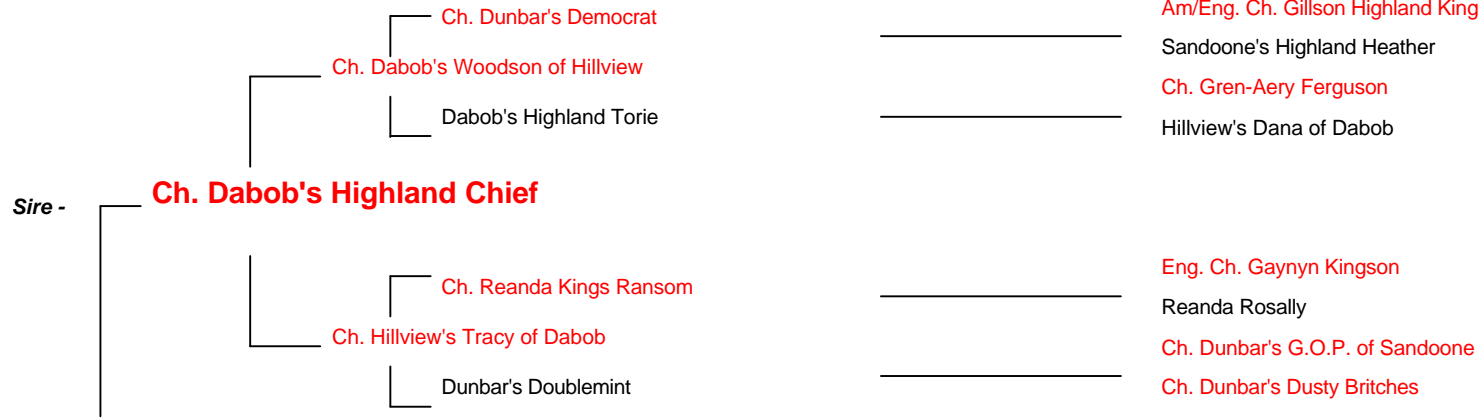 Am/Eng. Ch. Gillson Highland King
Ch. Dunbar's Democrat
Sandoone's Highland Heather
Ch. Dabob's Woodson of Hillview
Ch. Gren-Aery Ferguson
Dabob's Highland Torie
Hillview's Dana of Dabob
Ch. Dabob's Highland Chief
Sire -
Eng. Ch. Gaynyn Kingson
Ch. Reanda Kings Ransom
Reanda Rosally
Ch. Hillview's Tracy of Dabob
Ch. Dunbar's G.O.P. of Sandoone
Dunbar's Doublemint
Ch. Dunbar's Dusty Britches